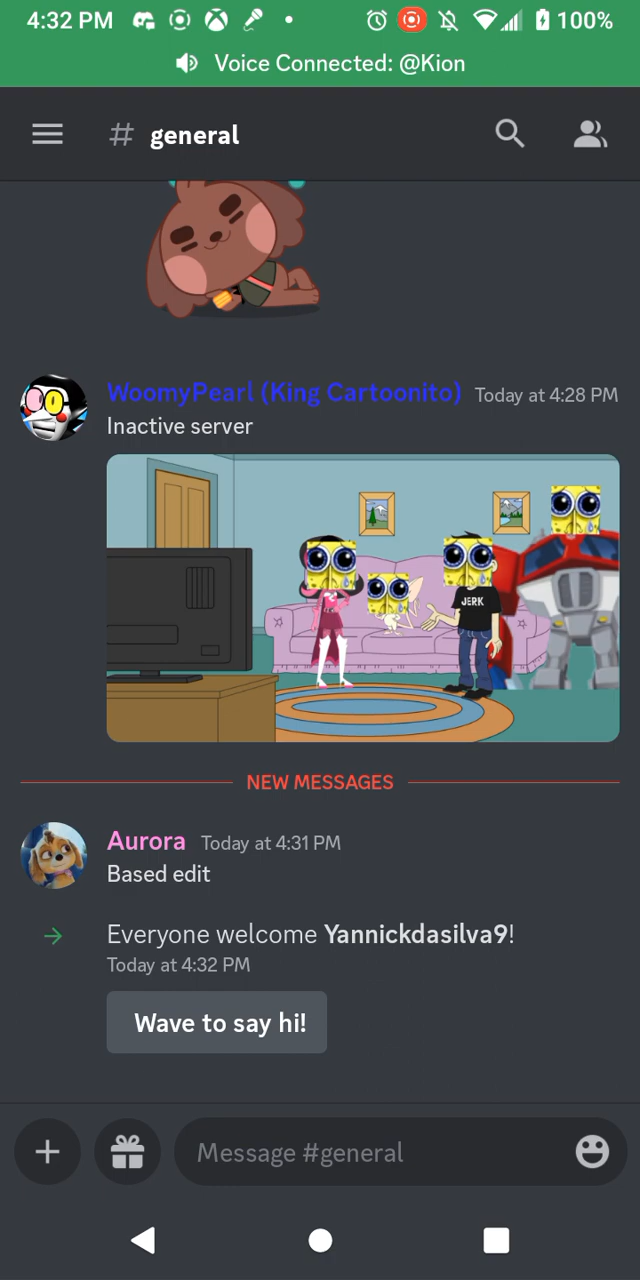 4:32 PM 100%
Voice Connected: @Kion
# general
WoomyPearl (King Cartoonito) Today at 4:28 PM
Inactive server
JERK
NEW MESSAGES
Aurora Today at 4:31 PM
Based edit
Everyone welcome Yannickdasilva9!
Today at 4:32 PM
Wave to say hi!
Message #general